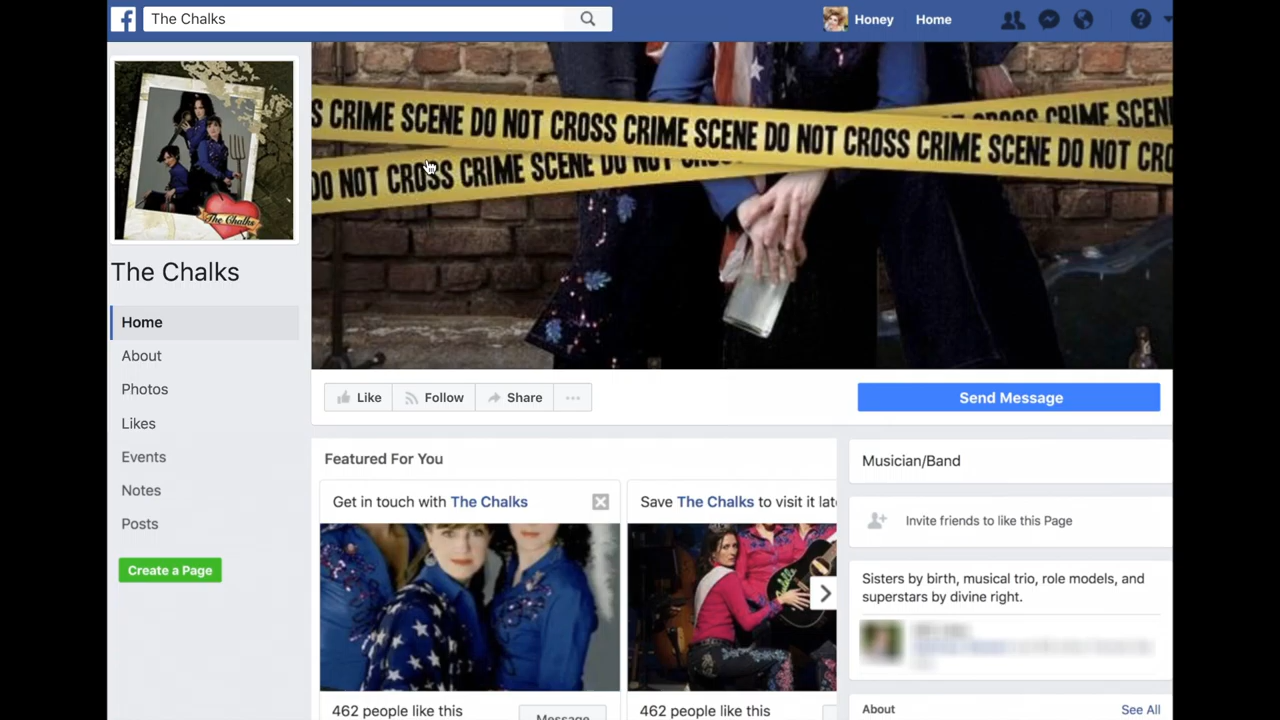 The Chalks
Honey
Home
S CRIME SCENE DO NOT CROSS CRIME SCENE DO NOT CROSS CRIME SCENE DO NOT CRO
CRIME SCEN
DO NOT CROSS CRIME SCENE DO NOT
The Chalks
The Chalks
Home
About
Photos
Likes
Events
Notes
Posts
Create a Page
Like
Follow
Share
Send Message
Featured For You
Get in touch with The Chalks
Save The Chalks to visit it late
462 people like this
Message
462 people like this
Musician/Band
Invite friends to like this Page
Sisters by birth, musical trio, role models, and
superstars by divine right.
About
See All